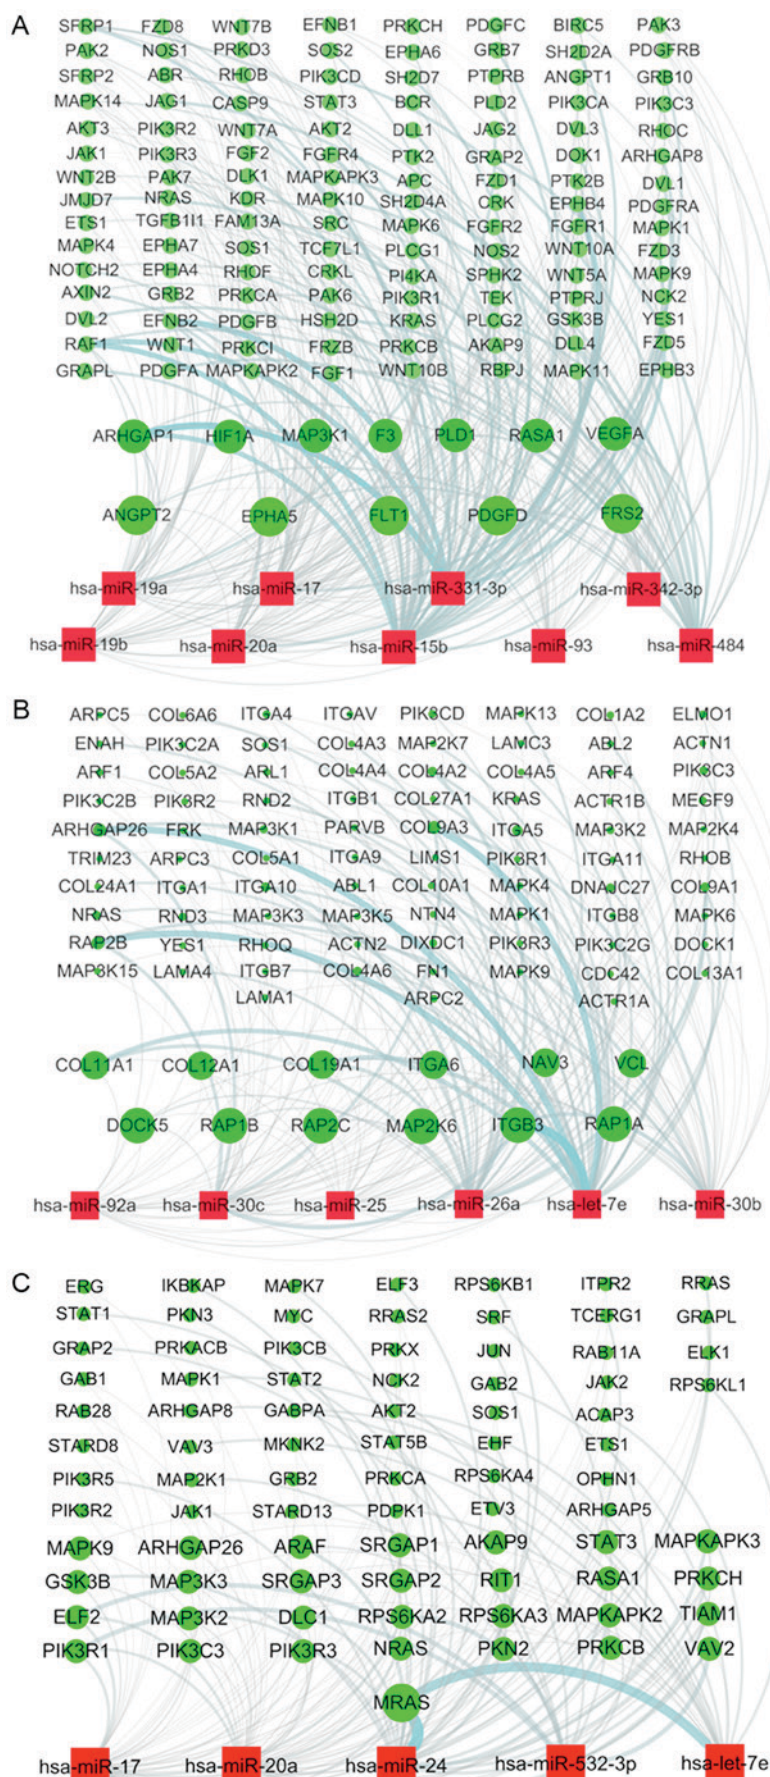 A
SFRP1 FZD8 WNT7B EFNB1 PRKCH PDGFC BIRC5 PAK3
PAK2 NOS1 PRKD3 SOS2 EPHA6 GRB7 SH2D2A PDGFRB
SFRP2 ABR RHOB PIK3CD SH2D7 PTPRB ANGPT1 GRB10
MAPK14 JAG1 CASP9 STAT3 BCR PLD2 PIK3CA PIK3C3
AKT3 PIK3R2 WNT7A AKT2 DLL1 JAG2 DVL3 RHOC
JAK1 PIK3R3 FGF2 FGFR4 PTK2 GRAP2 DOK1 ARHGAP8
WNT2B PAK7 DLK1 MAPKAPK3 APC FZD1 PTK2B DVL1
JMJD7 NRAS KDR MAPK10 SH2D4A CRK EPHB4 PDGFRA
ETS1 TGFB1I1 FAM13A SRC MAPK6 FGFR2 FGFR1 MAPK1
MAPK4 EPHA7 SOS1 TCF7L1 PLCG1 NOS2 WNT10A FZD3
NOTCH2 EPHA4 RHOF CRKL PI4KA SPHK2 WNT5A MAPK9
AXIN2 GRB2 PRKCA PAK6 PIK3R1 TEK PTPRJ NCK2
DVL2 EFNB2 PDGFB HSH2D KRAS PLCG2 GSK3B YES1
RAF1 WNT1 PRKCI FRZB PRKCB AKAP9 DLL4 FZD5
GRAPL PDGFA MAPKAPK2 FGF1 WNT10B RBPJ MAPK11 EPHB3
ARHGAP1 HIF1A MAP3K1 F3 PLD1 RASA1 VEGFA
ANGPT2 EPHA5 FLT1 PDGFD FRS2
hsa-miR-19a hsa-miR-17 hsa-miR-331-3p hsa-miR-342-3p
hsa-miR-19b hsa-miR-20a hsa-miR-15b hsa-miR-93 hsa-miR-484
B
ARPC5 COL6A6 ITGA4 ITGAV PIK3CD MAPK13 COL1A2 ELMO1
ENAH PIK3C2A SOS1 COL4A3 MAP2K7 LAMC3 ABL2 ACTN1
ARF1 COL5A2 ARL1 COL4A4 COL4A2 COL4A5 ARF4 PIK3C3
PIK3C2B PIK3R2 RND2 ITGB1 COL27A1 KRAS ACTR1B MEGF9
ARHGAP26 FRK MAP3K1 PARVB COL9A3 ITGA5 MAP3K2 MAP2K4
TRIM23 ARPC3 COL5A1 ITGA9 LIMS1 PIK3R1 ITGA11 RHOB
COL24A1 ITGA1 ITGA10 ABL1 COL10A1 MAPK4 DNAJC27 COL9A1
NRAS RND3 MAP3K3 MAP3K5 NTN4 MAPK1 ITGB8 MAPK6
RAP2B YES1 RHOQ ACTN2 DIXDC1 PIK3R3 PIK3C2G DOCK1
MAP3K15 LAMA4 ITGB7 COL4A6 FN1 MAPK9 CDC42 COL13A1
LAMA1 ARPC2 ACTR1A
COL11A1 COL12A1 COL19A1 ITGA6 NAV3 VCL
DOCK5 RAP1B RAP2C MAP2K6 ITGB3 RAP1A
hsa-miR-92a hsa-miR-30c hsa-miR-25 hsa-miR-26a hsa-let-7e hsa-miR-30b
C
ERG IKBKAP MAPK7 ELF3 RPS6KB1 ITPR2 RRAS
STAT1 PKN3 MYC RRAS2 SRF TCERG1 GRAPL
GRAP2 PRKACB PIK3CB PRKX JUN RAB11A ELK1
GAB1 MAPK1 STAT2 NCK2 GAB2 JAK2 RPS6KL1
RAB28 ARHGAP8 GABPA AKT2 SOS1 ACAP3
STARD8 VAV3 MKNK2 STAT5B EHF ETS1
PIK3R5 MAP2K1 GRB2 PRKCA RPS6KA4 OPHN1
PIK3R2 JAK1 STARD13 PDPK1 ETV3 ARHGAP5
MAPK9 ARHGAP26 ARAF SRGAP1 AKAP9 STAT3 MAPKAPK3
GSK3B MAP3K3 SRGAP3 SRGAP2 RIT1 RASA1 PRKCH
ELF2 MAP3K2 DLC1 RPS6KA2 RPS6KA3 MAPKAPK2 TIAM1
PIK3R1 PIK3C3 PIK3R3 NRAS PKN2 PRKCB VAV2
MRAS
hsa-miR-17 hsa-miR-20a hsa-miR-24 hsa-miR-532-3p hsa-let-7e